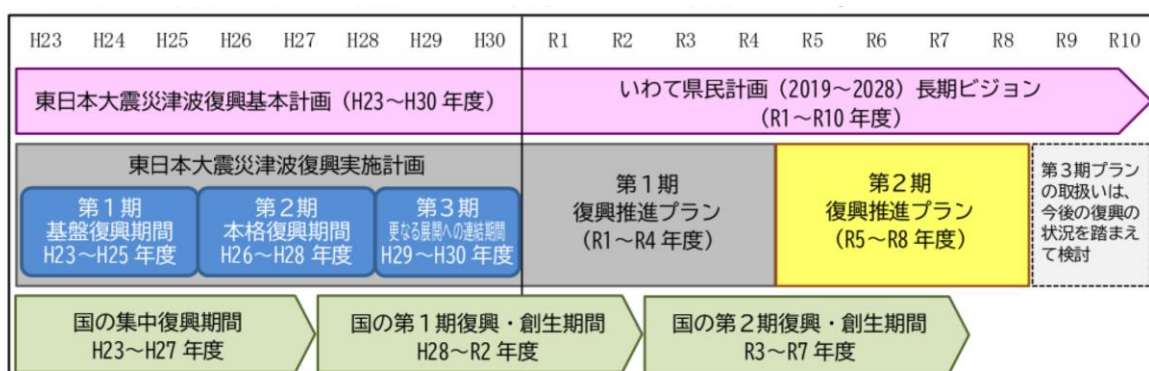 H23 H24 H25 H26 H27 H28 H29 H30 R1 R2 R3 R4 R5 R6 R7 R8 R9 R10
東日本大震災津波復興基本計画（H23～H30 年度）
いわて県民計画（2019～2028）長期ビジョン
（R1～R10 年度）
東日本大震災津波復興実施計画
第１期
基盤復興期間
H23～H25 年度
第２期
本格復興期間
H26～H28 年度
第３期
更なる展開への連結期間
H29～H30 年度
第１期
復興推進プラン
（R1～R4 年度）
第２期
復興推進プラン
（R5～R8 年度）
第３期プラン
の取扱いは、
今後の復興の
状況を踏まえ
て検討
国の集中復興期間
H23～H27 年度
国の第１期復興・創生期間
H28～R2 年度
国の第２期復興・創生期間
R3～R7 年度